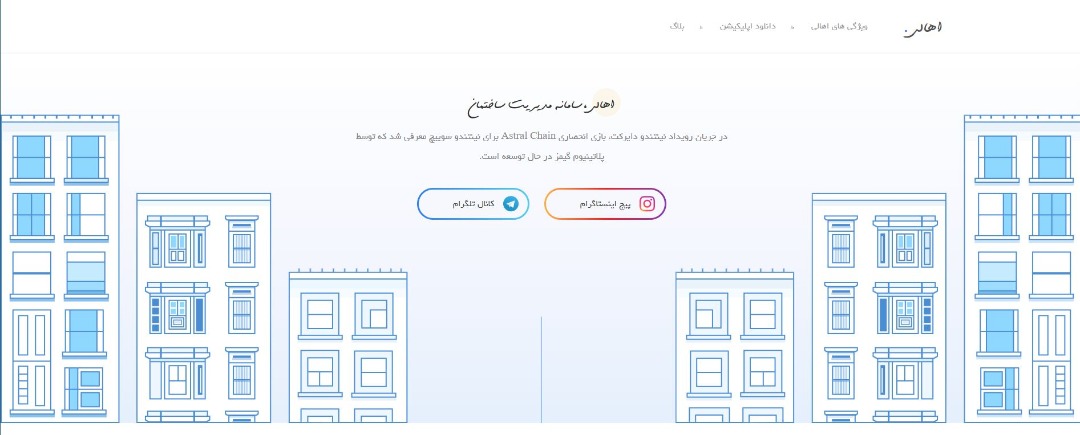 اهالی.
ویژگی های اهالی
دانلود اپلیکیشن
بلاگ
اهالی، سامانه مدیریت ساختمان
در جریان رویداد نینتندو دایرکت، بازی انحصاری Astral Chain برای نینتندو سوییچ معرفی شد که توسط
پلاتینیوم گیمز در حال توسعه است.
پیج اینستاگرام
کانال تلگرام